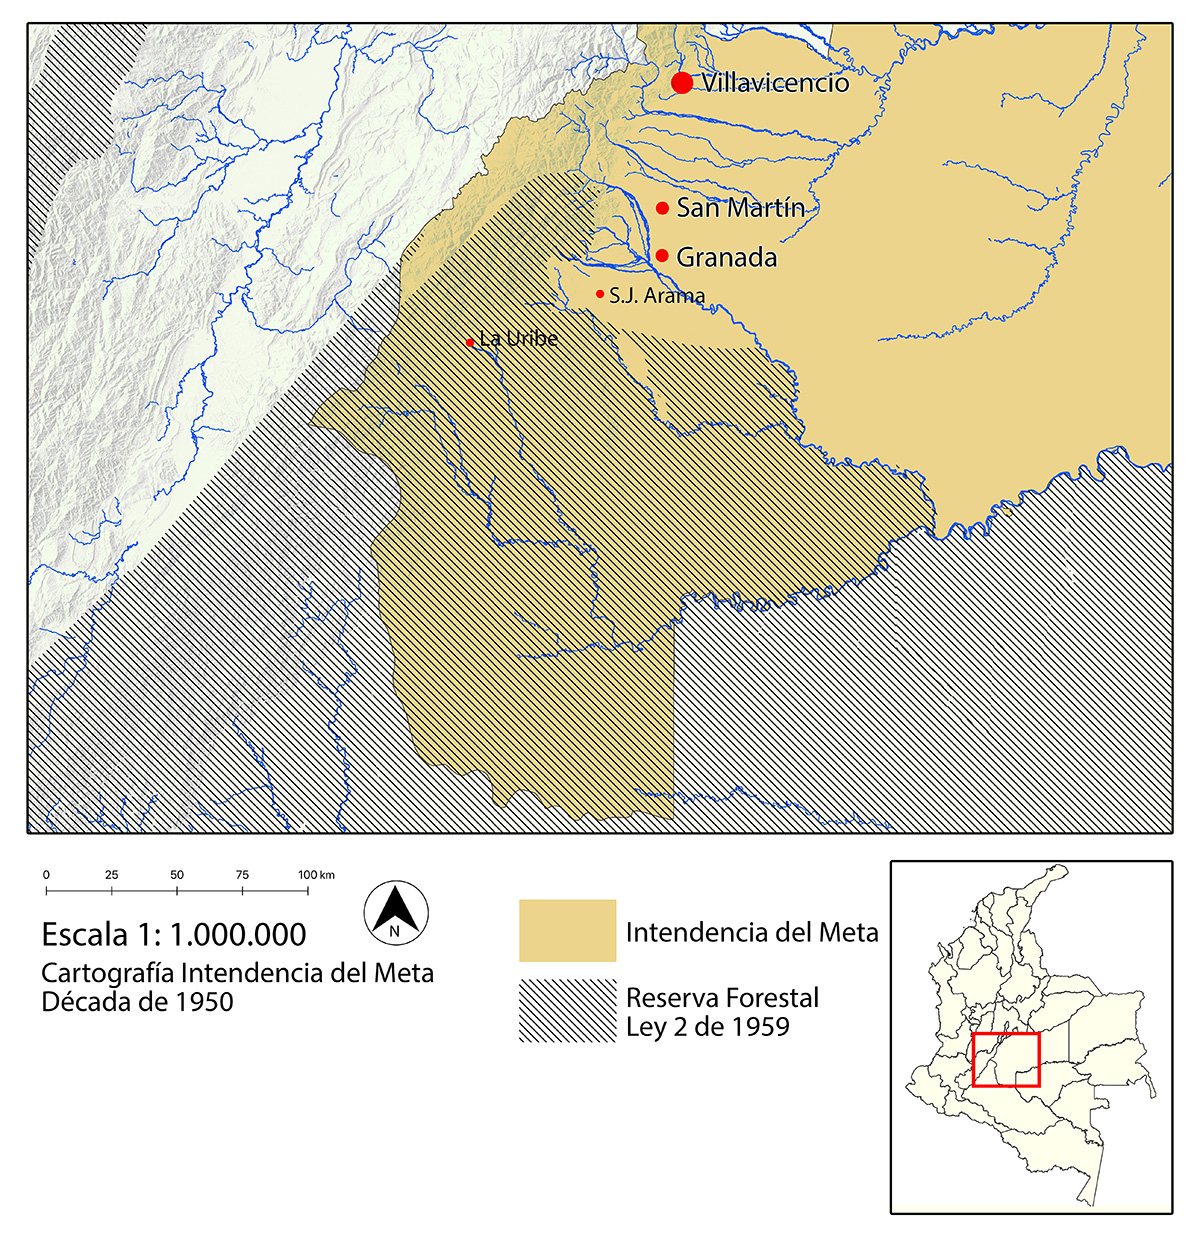 Villavicencio
San Martín
Granada
S.J. Arama
La Uribe
0 25 50 75 100 km
Escala 1: 1.000.000
N
Cartografía Intendencia del Meta
Década de 1950
Intendencia del Meta
Reserva Forestal
Ley 2 de 1959